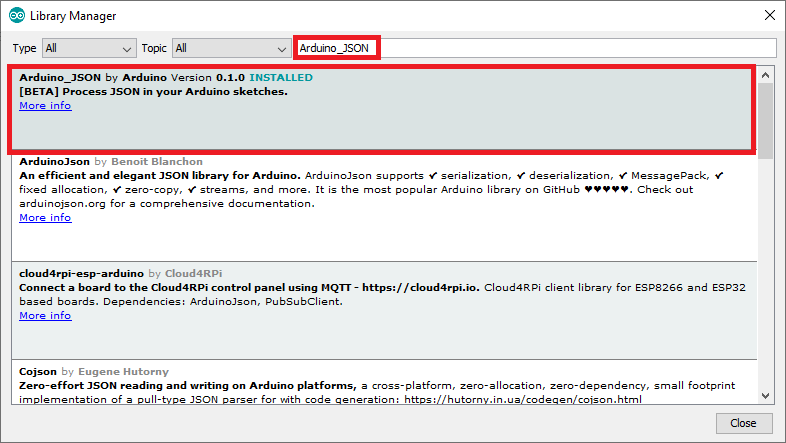 Library Manager
Type All Topic All Arduino_JSON
Arduino_JSON by Arduino Version 0.1.0 INSTALLED
[BETA] Process JSON in your Arduino sketches.
More info
ArduinoJson by Benoit Blanchon
An efficient and elegant JSON library for Arduino. ArduinoJson supports ✔ serialization, ✔ deserialization, ✔ MessagePack, ✔
fixed allocation, ✔ zero-copy, ✔ streams, and more. It is the most popular Arduino library on GitHub ♥♥♥♥♥. Check out
arduinojson.org for a comprehensive documentation.
More info
cloud4rpi-esp-arduino by Cloud4RPi
Connect a board to the Cloud4RPi control panel using MQTT - https://cloud4rpi.io. Cloud4RPi client library for ESP8266 and ESP32
based boards. Dependencies: ArduinoJson, PubSubClient.
More info
Cojson by Eugene Hutorny
Zero-effort JSON reading and writing on Arduino platforms, a cross-platform, zero-allocation, zero-dependency, small footprint
implementation of a pull-type JSON parser for with code generation: https://hutorny.in.ua/codegen/cojson.html
Close